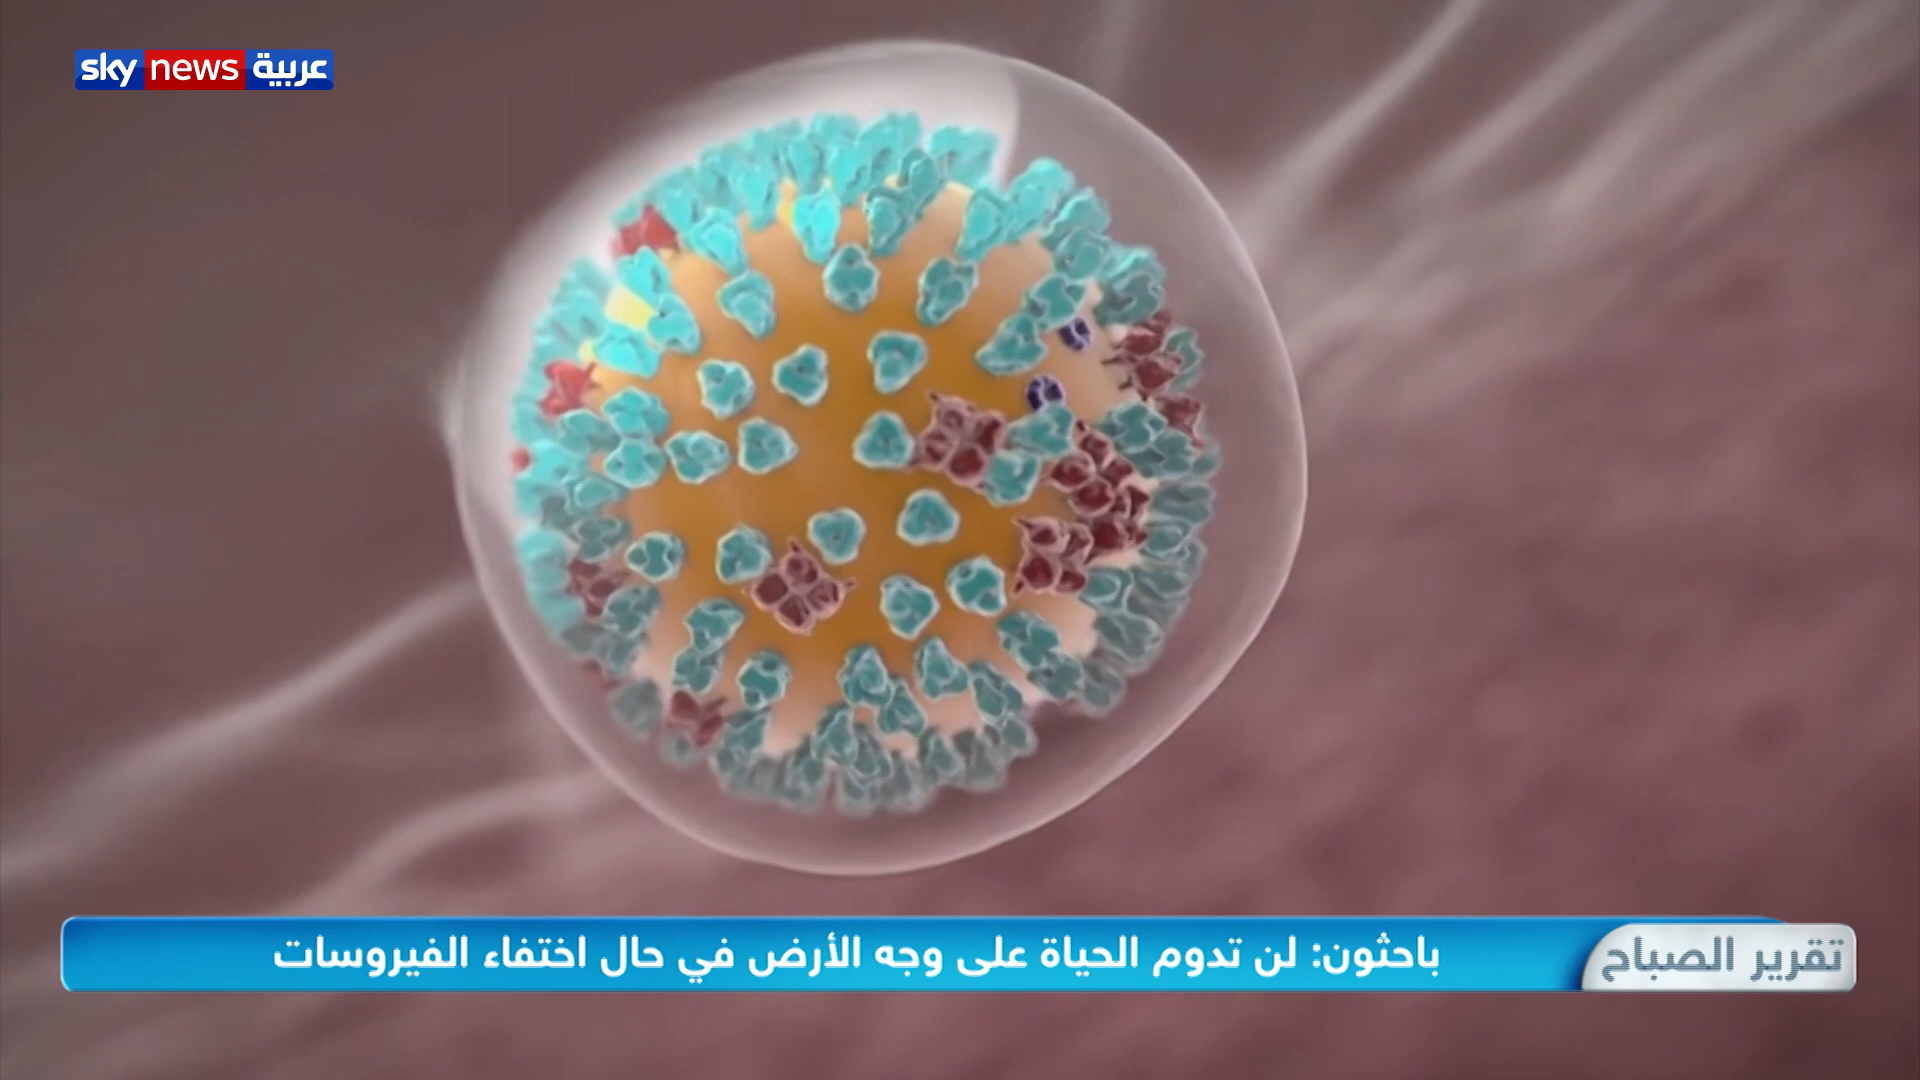 sky news عربية
باحثون: لن تدوم الحياة على وجه الأرض في حال اختفاء الفيروسات
تقرير الصباح